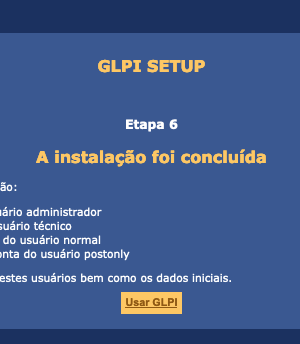 GLPI SETUP
Etapa 6
A instalação foi concluída
ão:
uário administrador
suário técnico
do usuário normal
onta do usuário postonly
estes usuários bem como os dados iniciais.
Usar GLPI